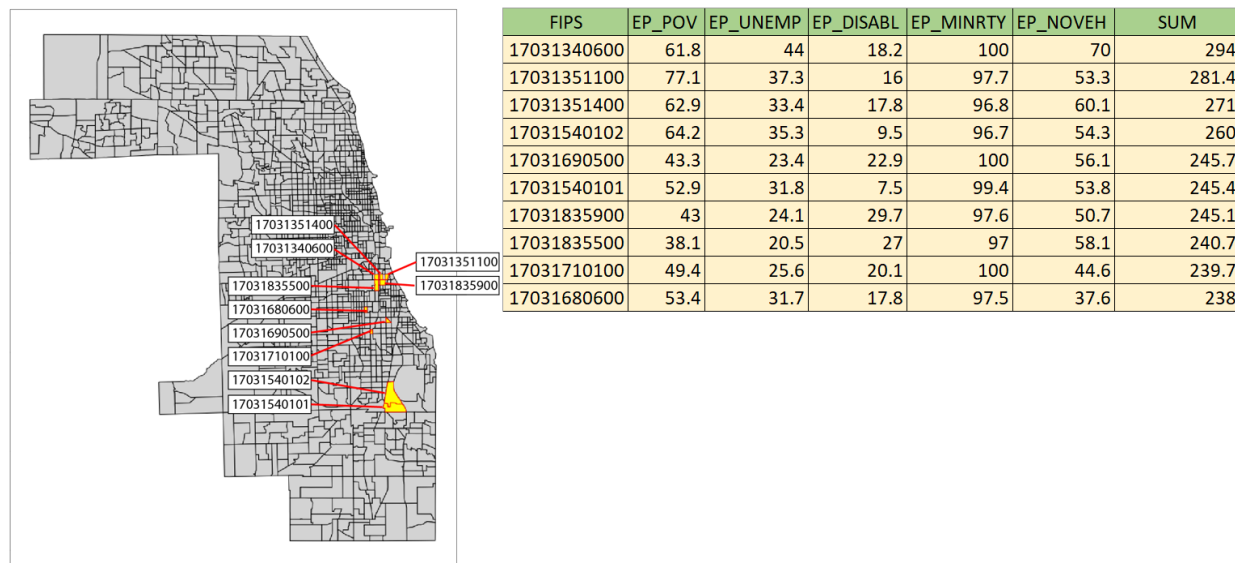 17031351400
17031340600
17031351100
17031835500
17031835900
17031680600
17031690500
17031710100
17031540102
17031540101
FIPS EP_POV EP_UNEMP EP_DISABL EP_MINRTY EP_NOVEH SUM
17031340600 61.8 44 18.2 100 70 294
17031351100 77.1 37.3 16 97.7 53.3 281.4
17031351400 62.9 33.4 17.8 96.8 60.1 271
17031540102 64.2 35.3 9.5 96.7 54.3 260
17031690500 43.3 23.4 22.9 100 56.1 245.7
17031540101 52.9 31.8 7.5 99.4 53.8 245.4
17031835900 43 24.1 29.7 97.6 50.7 245.1
17031835500 38.1 20.5 27 97 58.1 240.7
17031710100 49.4 25.6 20.1 100 44.6 239.7
17031680600 53.4 31.7 17.8 97.5 37.6 238